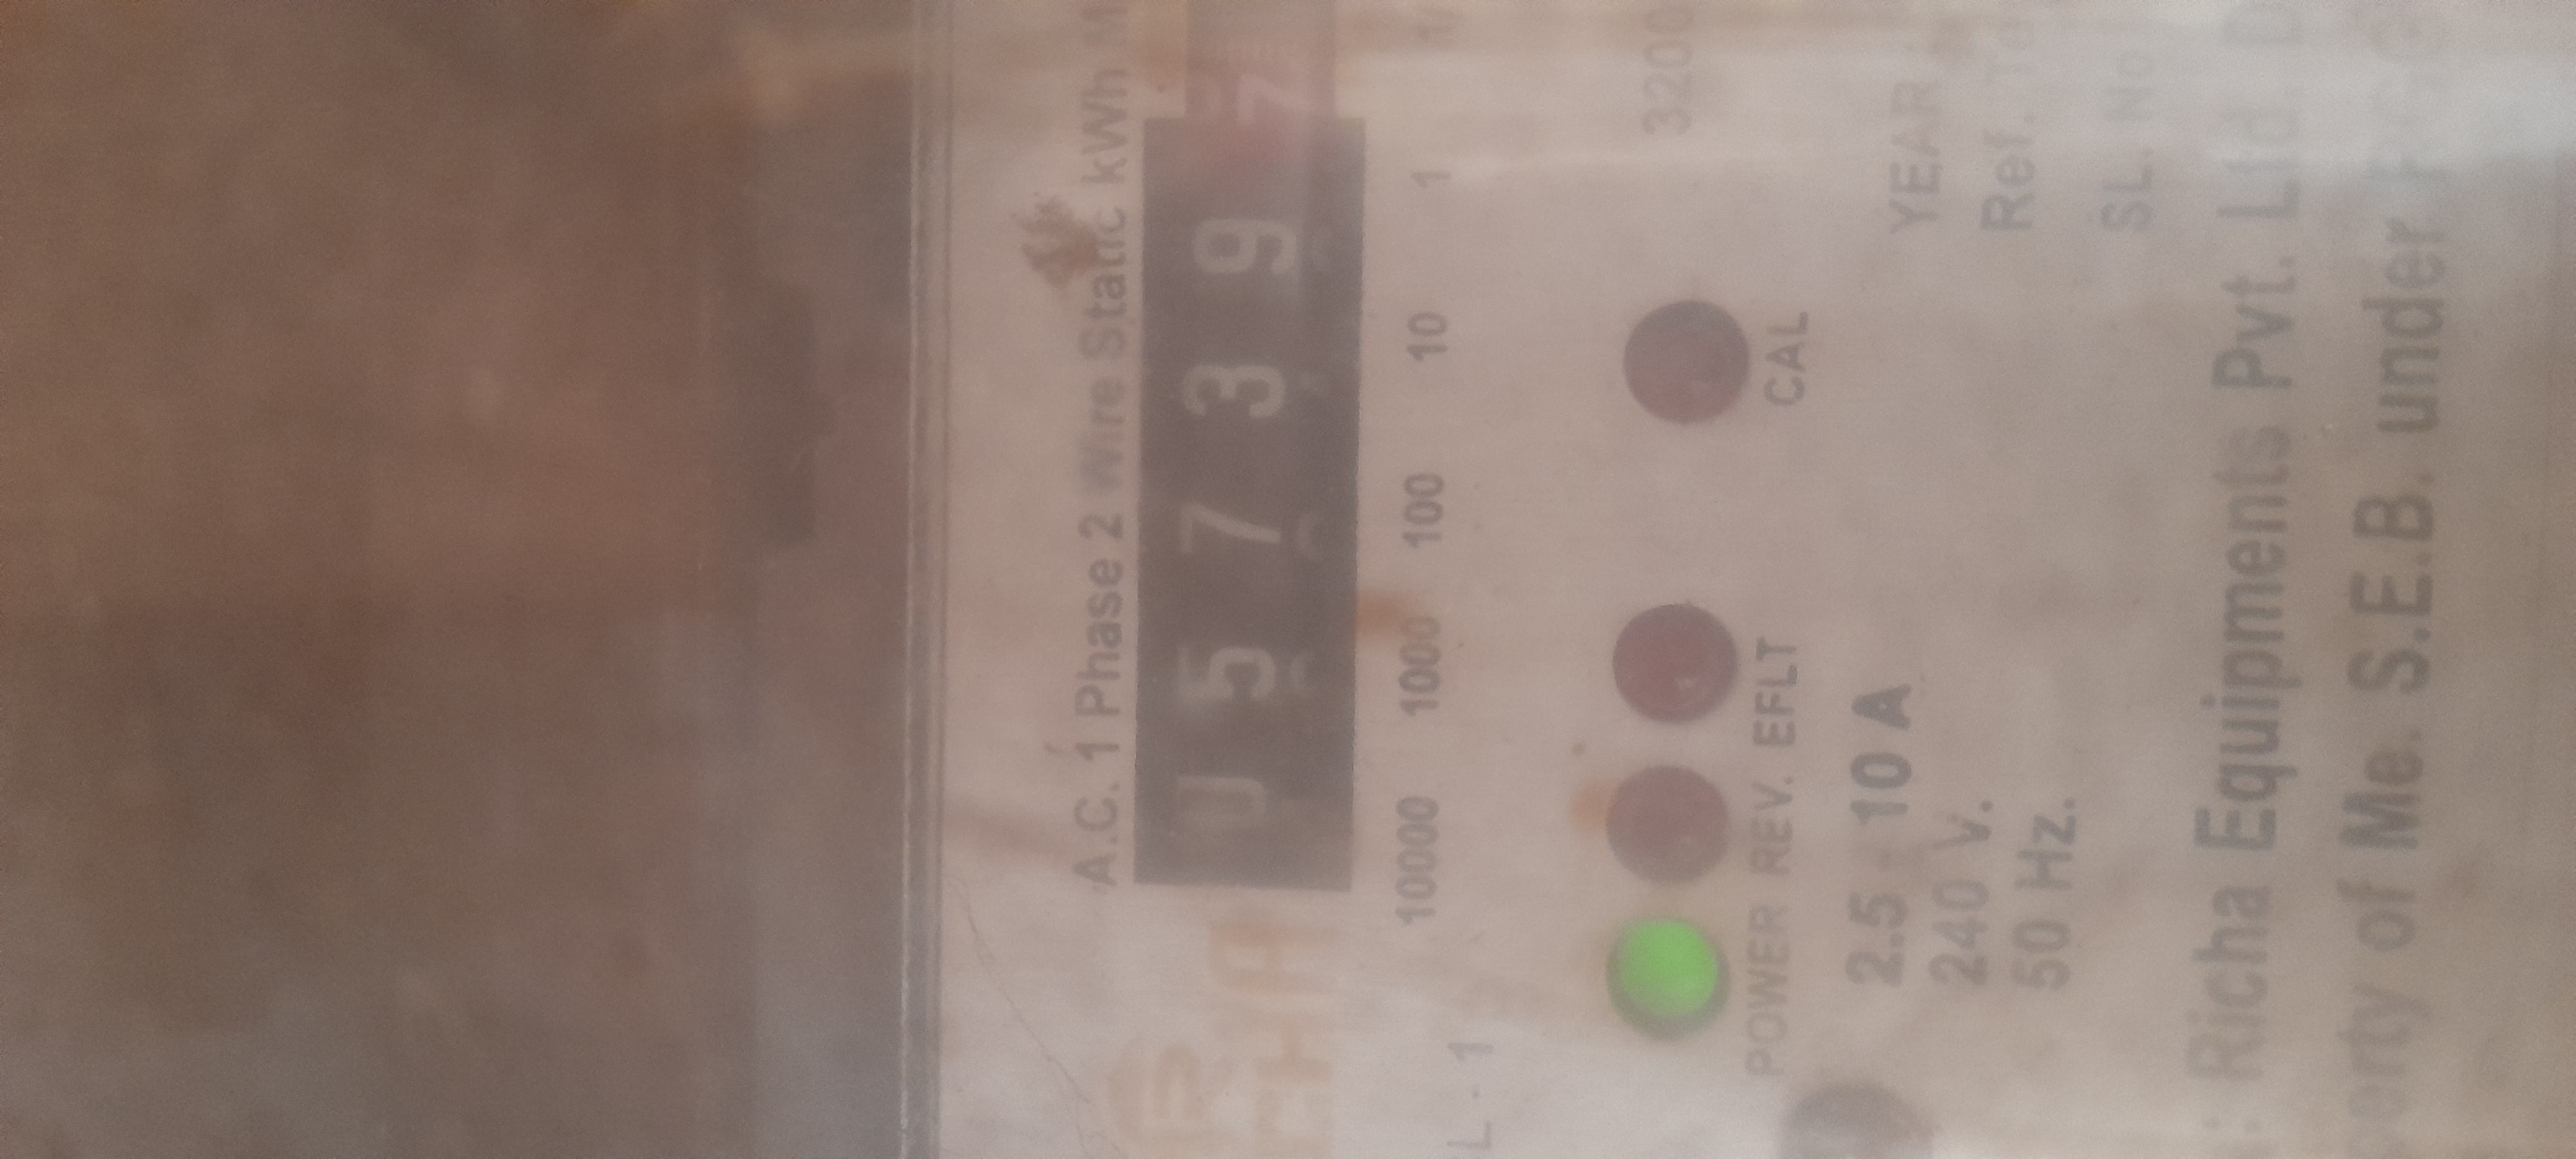 A.C. 1 Phase 2 Wire Static kWh
0 5 7 3 9 7
10000 1000 100 10 1
3200
CAL
POWER REV. EFLT
2.5 - 10 A
240 V.
50 Hz.
YEAR
Ref.
SL. No
L - 1
Richa Equipments Pvt. Ltd.
of Me. S.E.B. under